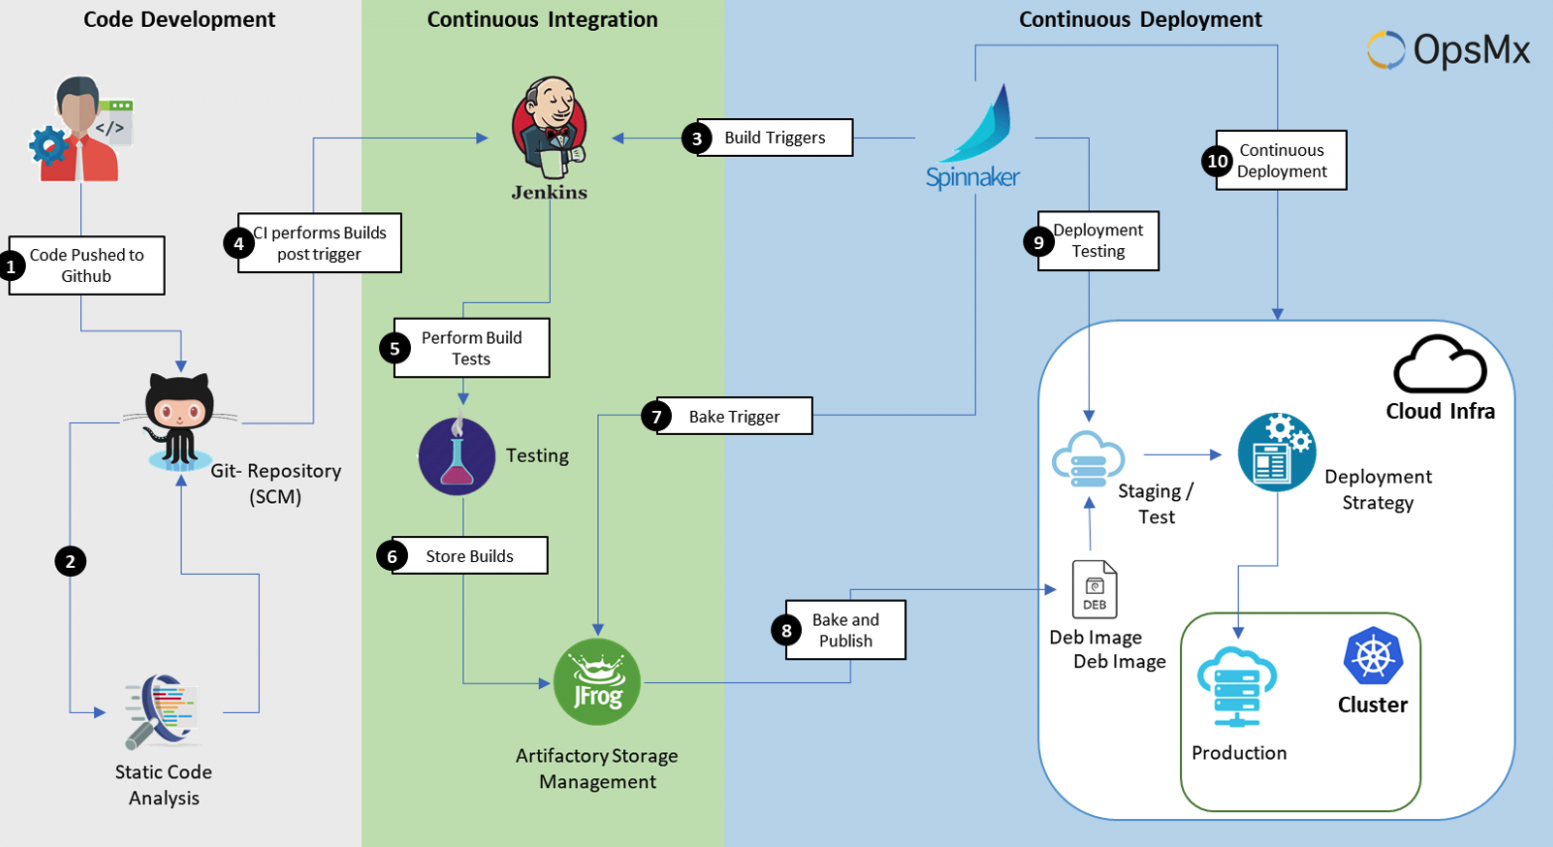 Code Development
Continuous Integration
Continuous Deployment
OpsMx
</>
Jenkins
3
Build Triggers
Spinnaker
10
Continuous
Deployment
1
Code Pushed to
Github
4
CI performs Builds
post trigger
9
Deployment
Testing
5
Perform Build
Tests
7
Bake Trigger
Cloud Infra
Git- Repository
(SCM)
Testing
Staging /
Test
Deployment
Strategy
2
6
Store Builds
8
Bake and
Publish
DEB
Deb Image
Deb Image
JFrog
Cluster
Static Code
Analysis
Artifactory Storage
Management
Production